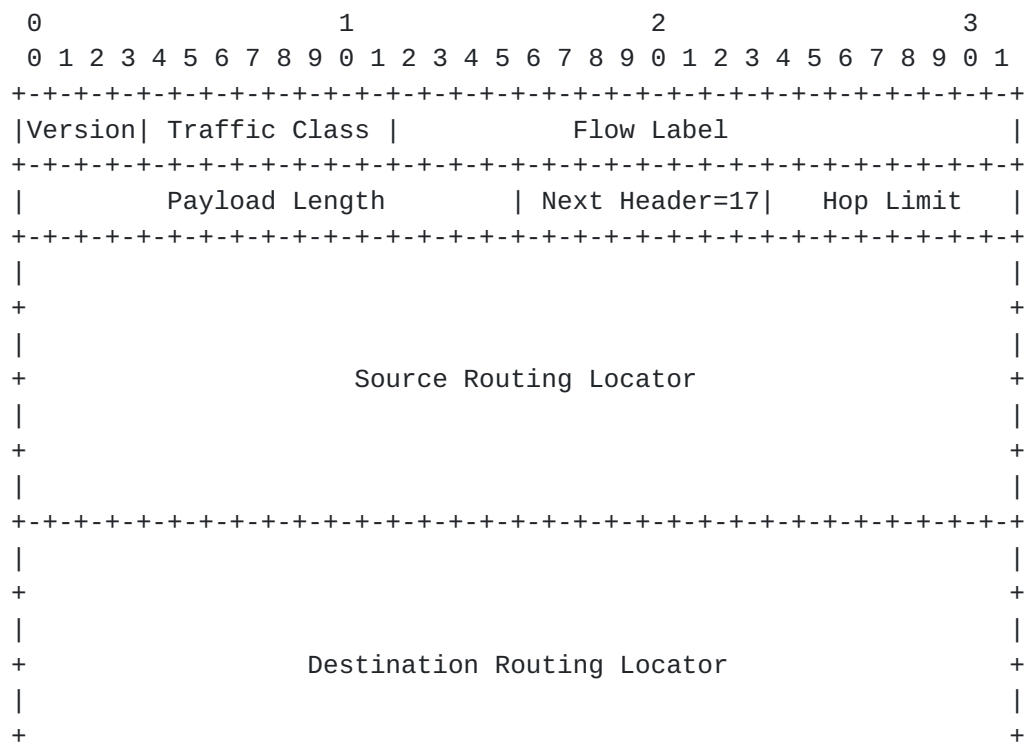 0                   1                   2                   3
 0 1 2 3 4 5 6 7 8 9 0 1 2 3 4 5 6 7 8 9 0 1 2 3 4 5 6 7 8 9 0 1
+-+-+-+-+-+-+-+-+-+-+-+-+-+-+-+-+-+-+-+-+-+-+-+-+-+-+-+-+-+-+-+-+
|Version| Traffic Class |           Flow Label                  |
+-+-+-+-+-+-+-+-+-+-+-+-+-+-+-+-+-+-+-+-+-+-+-+-+-+-+-+-+-+-+-+-+
|         Payload Length        | Next Header=17|   Hop Limit   |
+-+-+-+-+-+-+-+-+-+-+-+-+-+-+-+-+-+-+-+-+-+-+-+-+-+-+-+-+-+-+-+-+
|                                                               |
+                                                               +
|                                                               |
+                     Source Routing Locator                    +
|                                                               |
+                                                               +
|                                                               |
+-+-+-+-+-+-+-+-+-+-+-+-+-+-+-+-+-+-+-+-+-+-+-+-+-+-+-+-+-+-+-+-+
|                                                               |
+                                                               +
|                                                               |
+                  Destination Routing Locator                  +
|                                                               |
+                                                               +